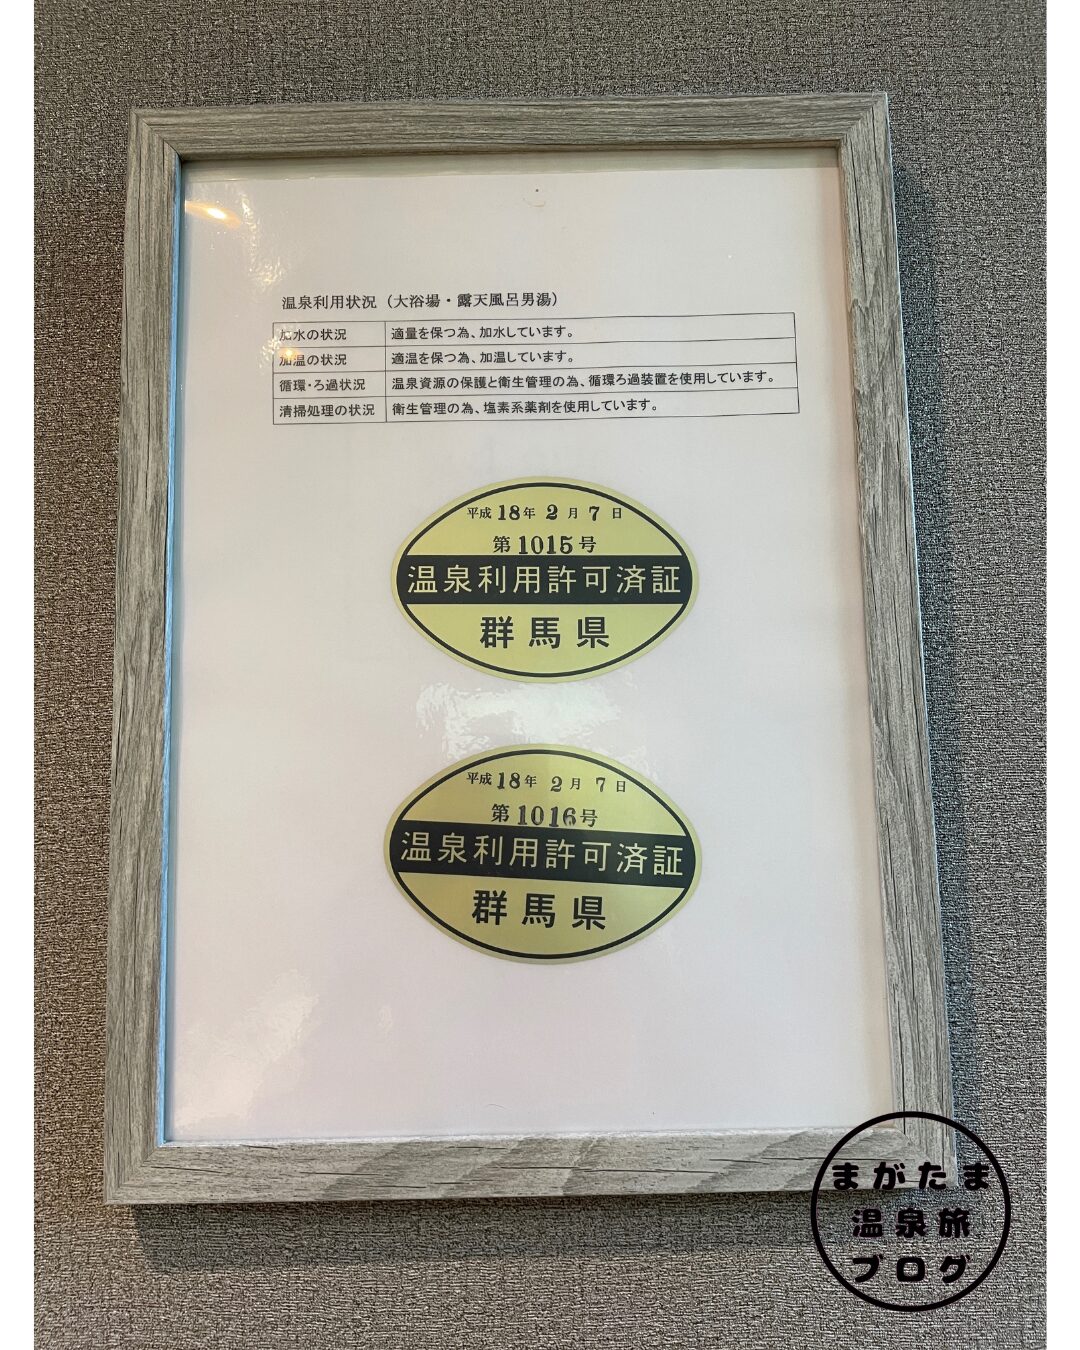 温泉利用状況（大浴場・露天風呂男湯）
加水の状況 適量を保つ為、加水しています。
加温の状況 適温を保つ為、加温しています。
循環・ろ過状況 温泉資源の保護と衛生管理の為、循環ろ過装置を使用しています。
清掃処理の状況 衛生管理の為、塩素系薬剤を使用しています。
平成18年2月7日
第1015号
温泉利用許可済証
群馬県
平成18年2月7日
第1016号
温泉利用許可済証
群馬県
まがたま
温泉旅
ブログ